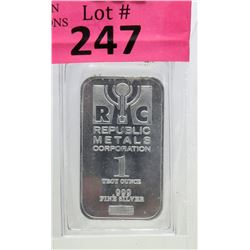 N
ONS
Lot #
247
R C
REPUBLIC
METALS
CORPORATION
1
TROY OUNCE
.999
FINE SILVER